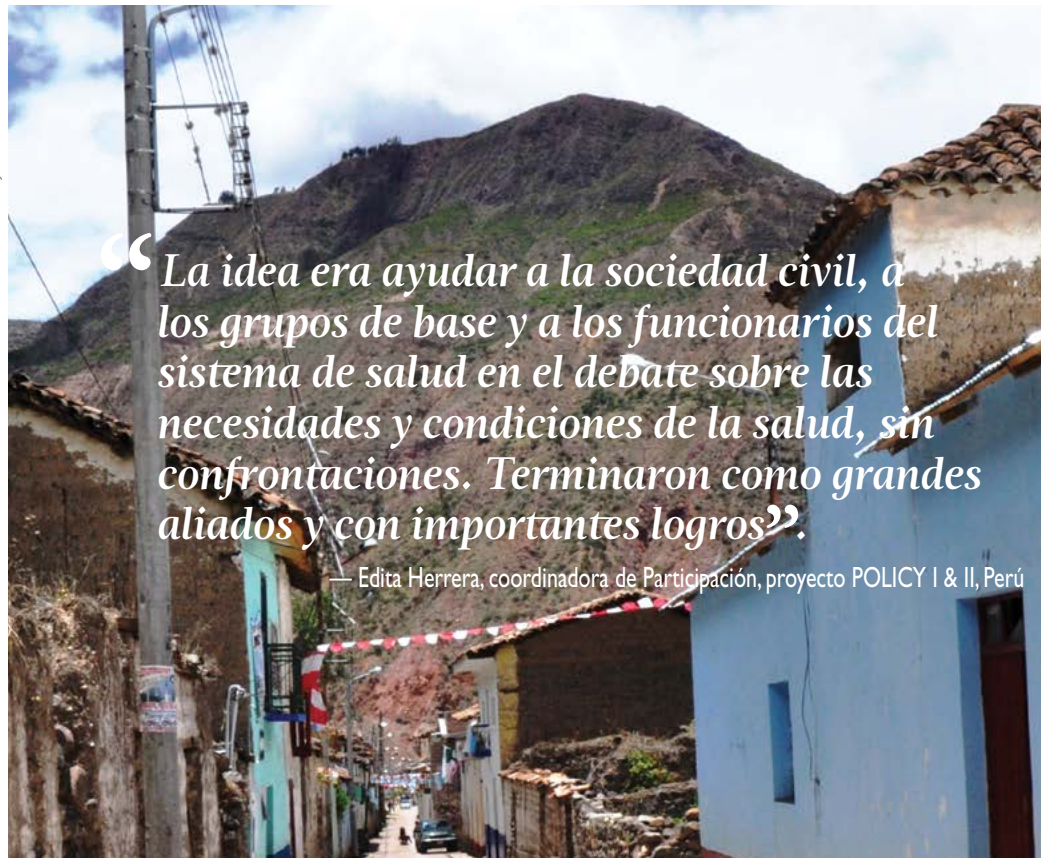 “La idea era ayudar a la sociedad civil, a
los grupos de base y a los funcionarios del
sistema de salud en el debate sobre las
necesidades y condiciones de la salud, sin
confrontaciones. Terminaron como grandes
aliados y con importantes logros”.
— Edita Herrera, coordinadora de Participación, proyecto POLICY I & II, Perú